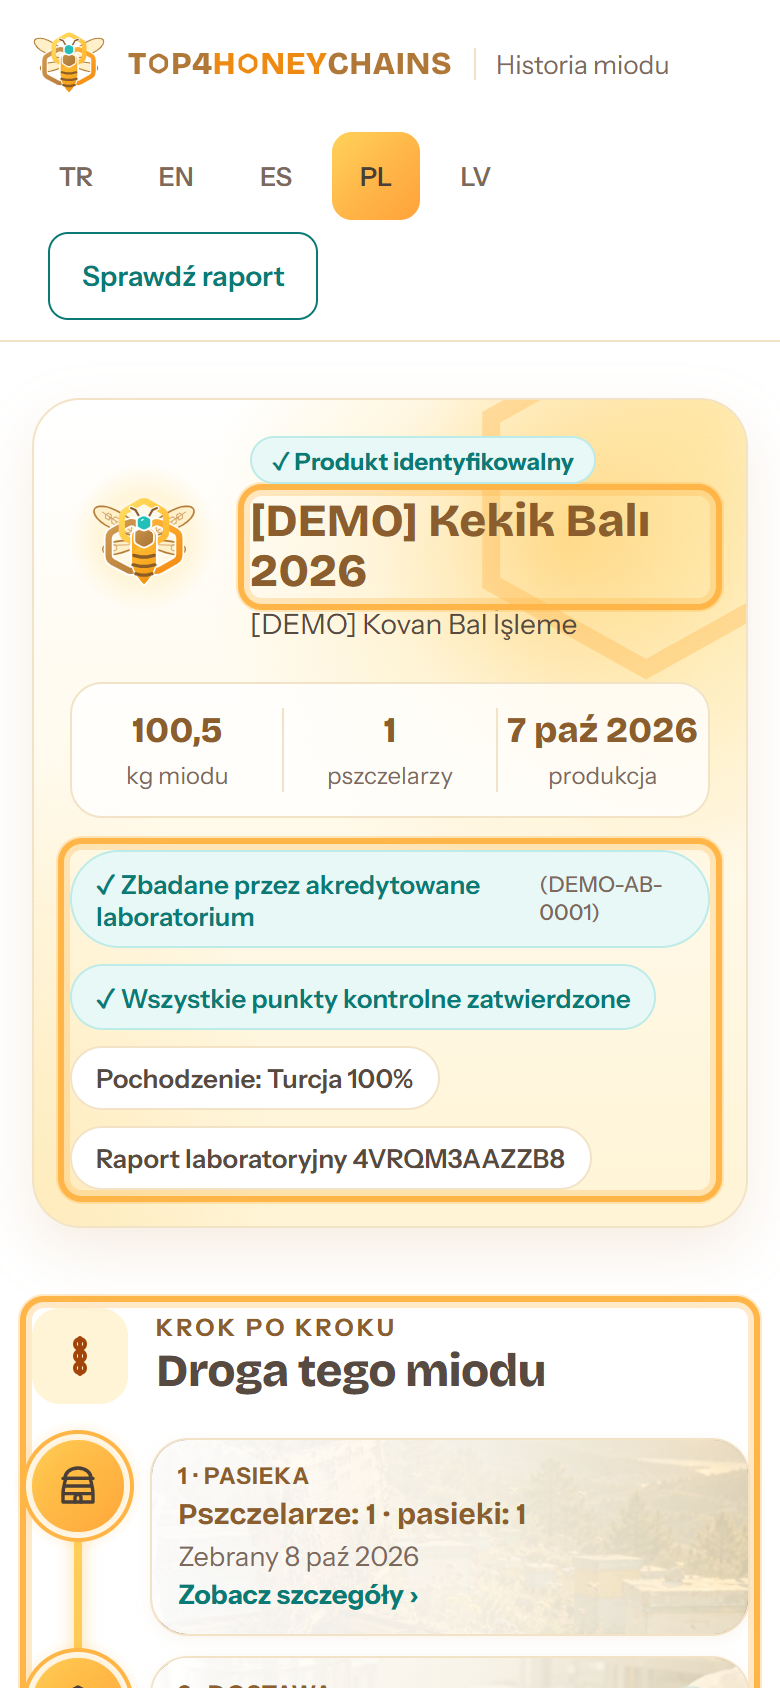 TOP4HONEYCHAINS
Historia miodu
TR EN ES PL LV
Sprawdź raport
✓ Produkt identyfikowalny
[DEMO] Kekik Balı
2026
[DEMO] Kovan Bal İşleme
100,5 1 7 paź 2026
kg miodu pszczelarzy produkcja
✓ Zbadane przez akredytowane
laboratorium
(DEMO-AB-
0001)
✓ Wszystkie punkty kontrolne zatwierdzone
Pochodzenie: Turcja 100%
Raport laboratoryjny 4VRQM3AAZZB8
KROK PO KROKU
Droga tego miodu
1 · PASIEKA
Pszczelarze: 1 · pasieki: 1
Zebrany 8 paź 2026
Zobacz szczegóły ›